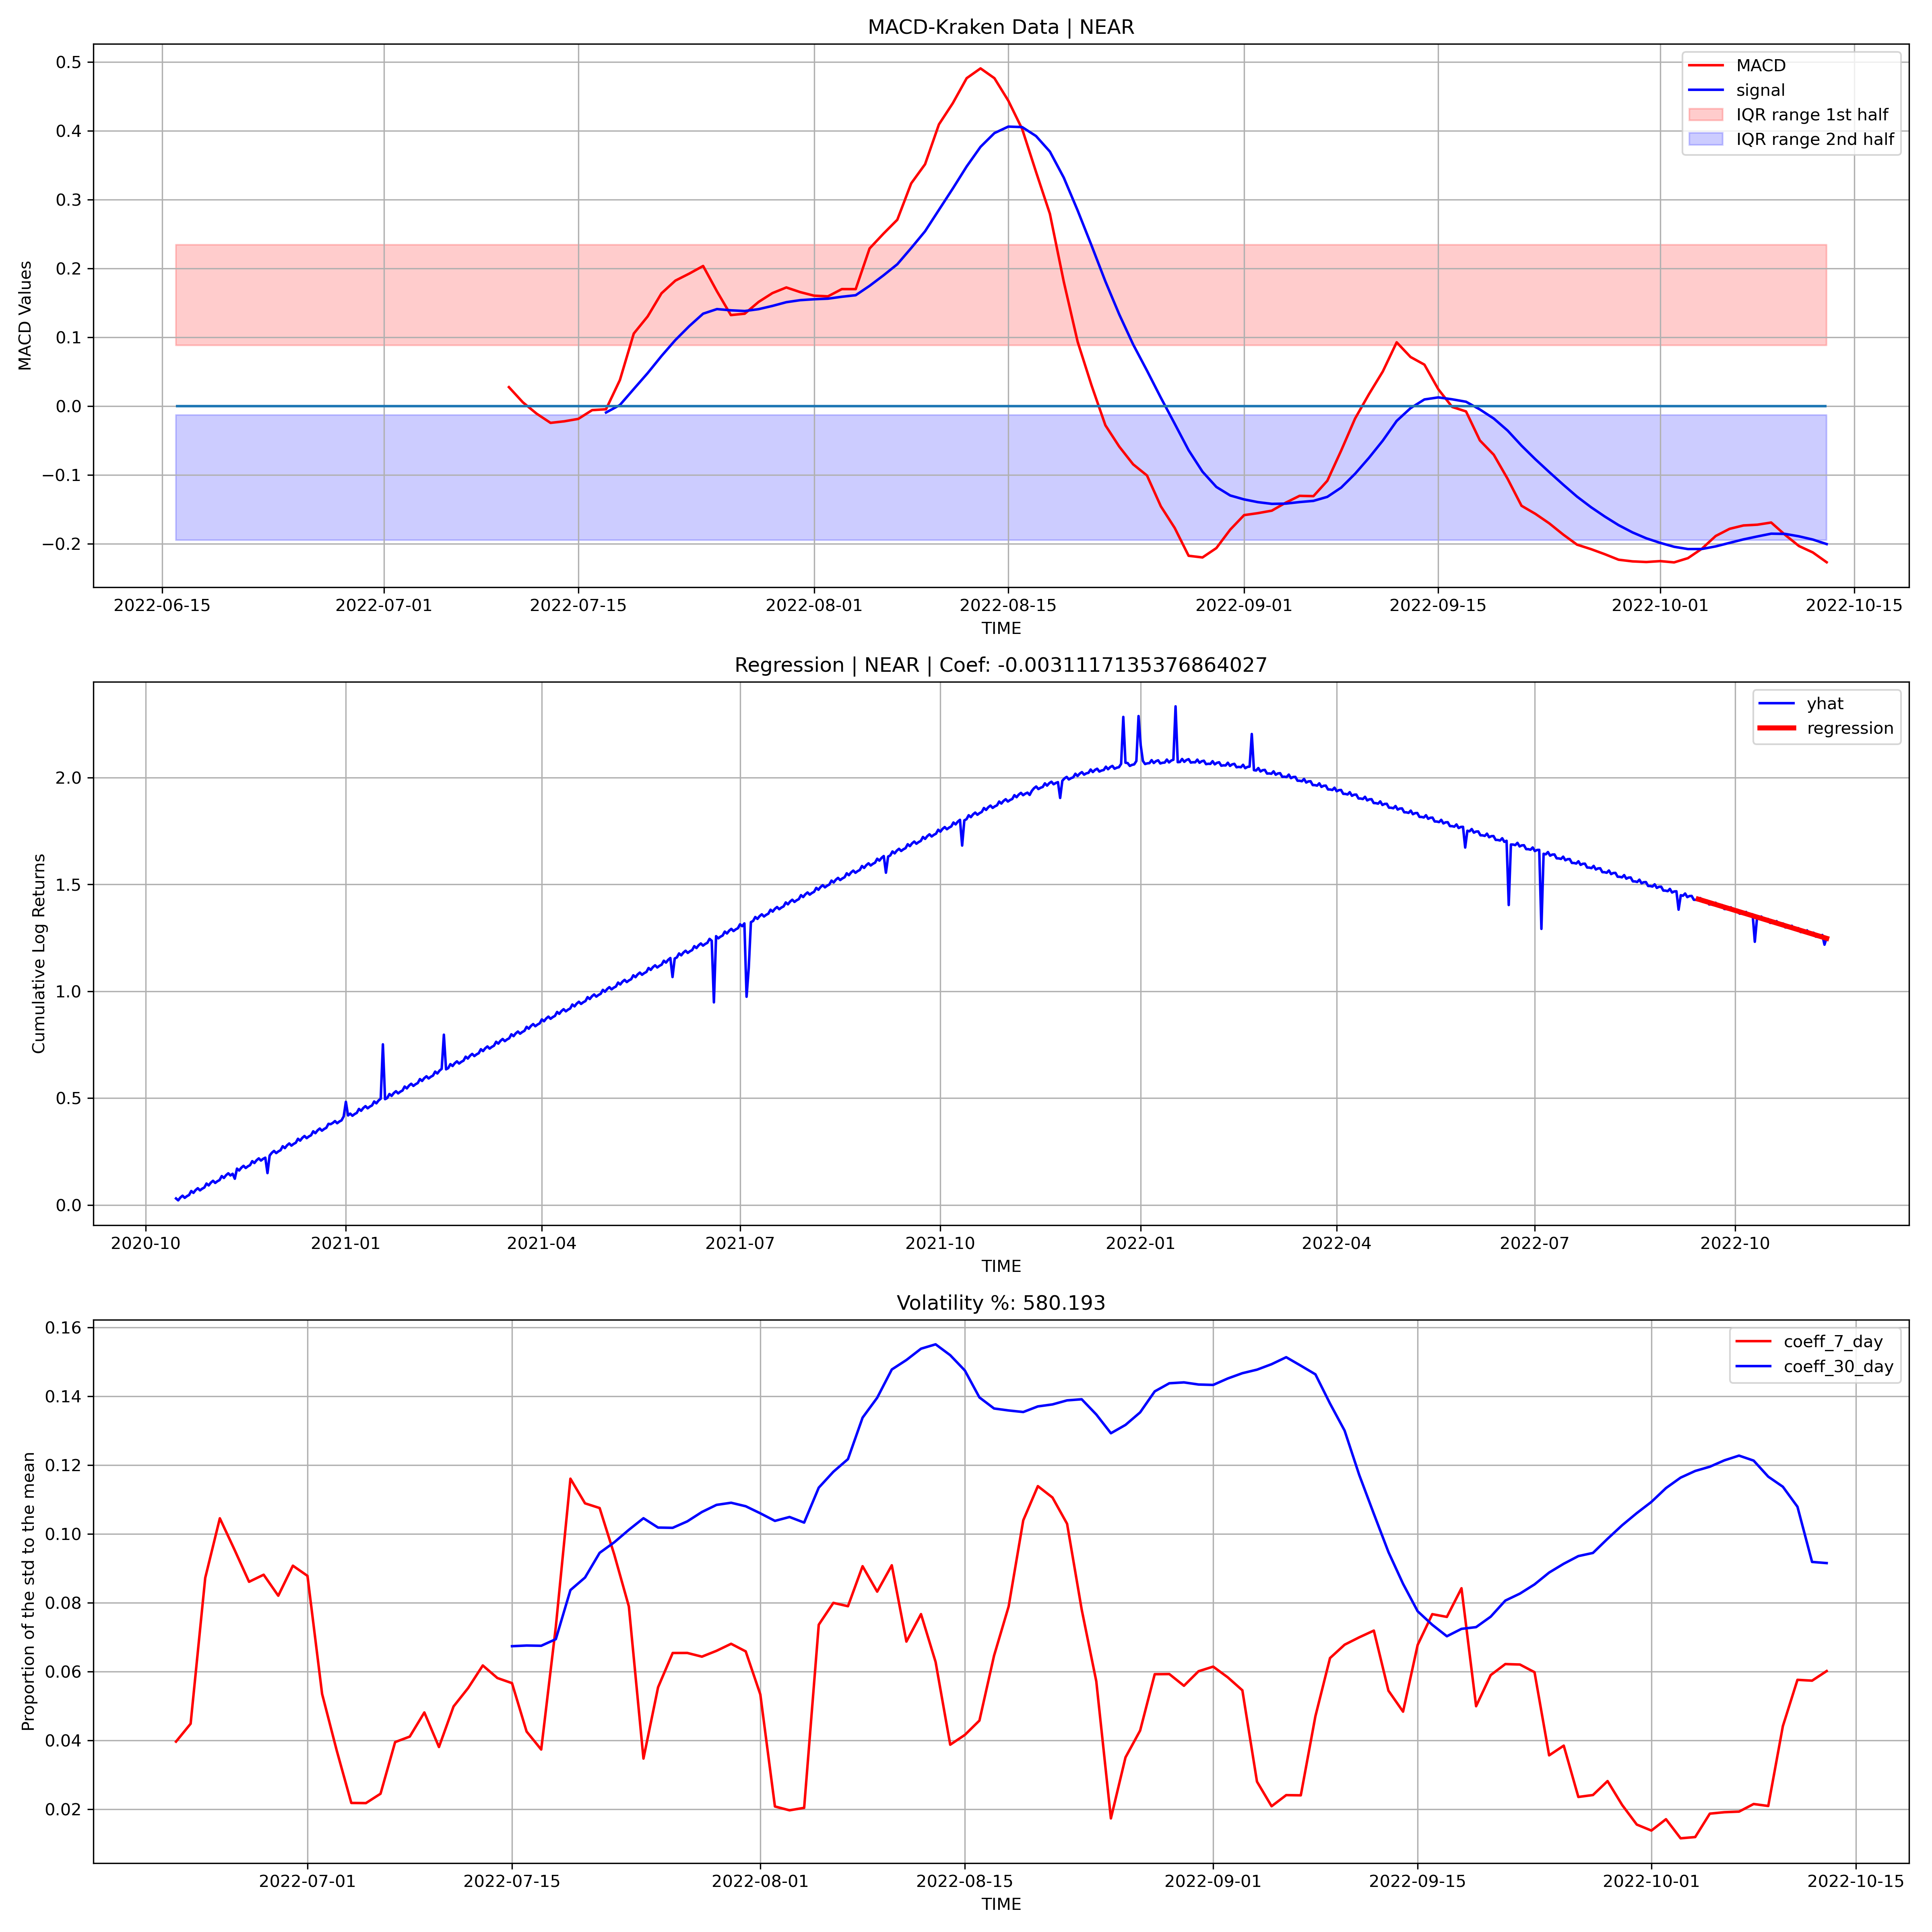 MACD-Kraken Data | NEAR
MACD Values
0.5
0.4
0.3
0.2
0.1
0.0
−0.1
−0.2
MACD
signal
IQR range 1st half
IQR range 2nd half
2022-06-15 2022-07-01 2022-07-15 2022-08-01 2022-08-15 2022-09-01 2022-09-15 2022-10-01 2022-10-15
TIME
Regression | NEAR | Coef: -0.0031117135376864027
Cumulative Log Returns
2.0
1.5
1.0
0.5
0.0
yhat
regression
2020-10 2021-01 2021-04 2021-07 2021-10 2022-01 2022-04 2022-07 2022-10
TIME
Volatility %: 580.193
Proportion of the std to the mean
0.16
0.14
0.12
0.10
0.08
0.06
0.04
0.02
coeff_7_day
coeff_30_day
2022-07-01 2022-07-15 2022-08-01 2022-08-15 2022-09-01 2022-09-15 2022-10-01 2022-10-15
TIME